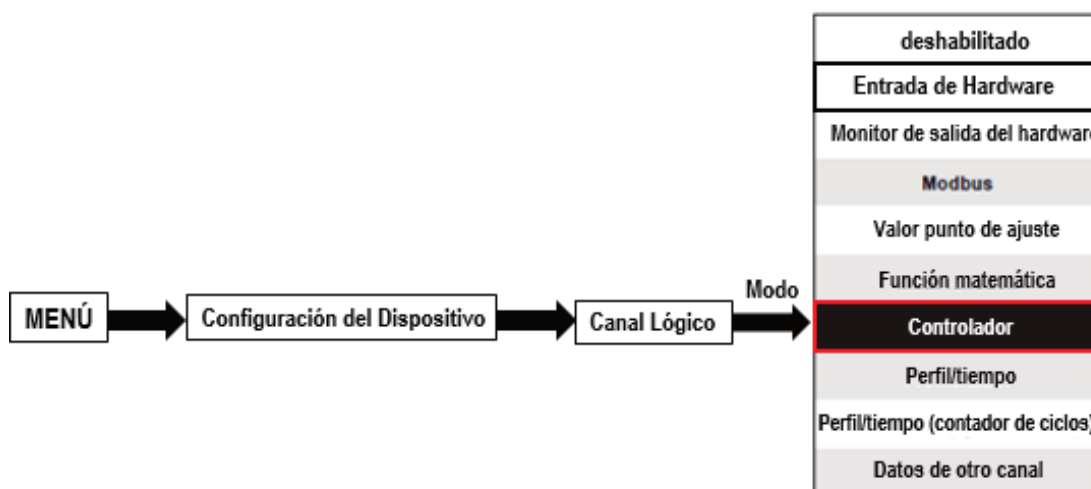 deshabilitado
Entrada de Hardware
Monitor de salida del hardware
Modbus
Valor punto de ajuste
Función matemática
Modo
MENÚ
Configuración del Dispositivo
Canal Lógico
Controlador
Perfil/tiempo
Perfil/tiempo (contador de ciclos)
Datos de otro canal